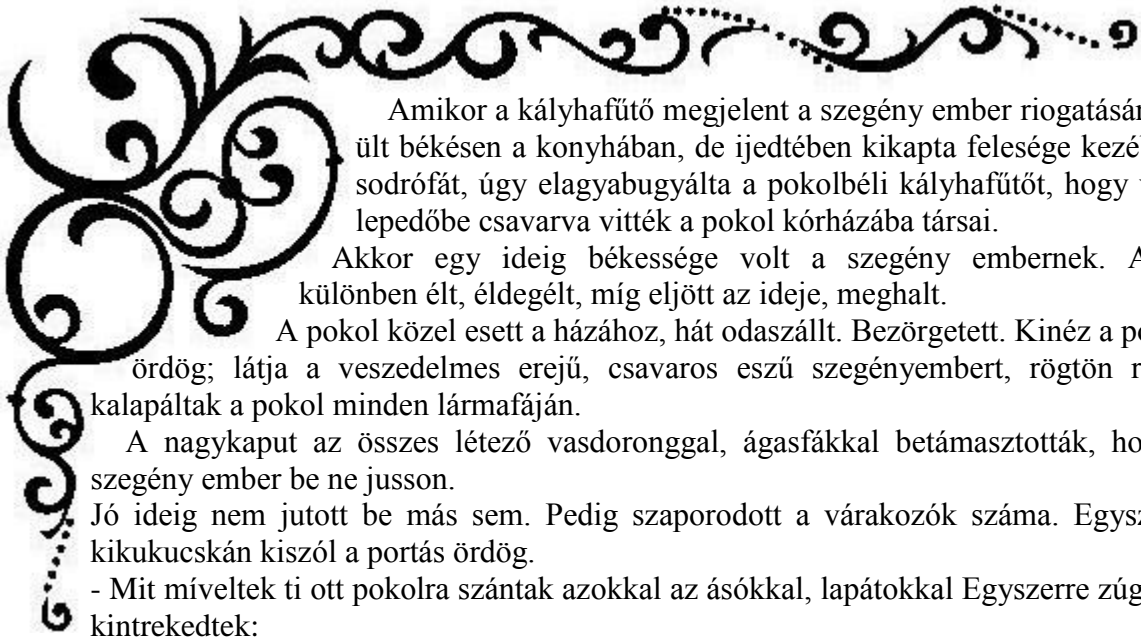 Amikor a kályhafűtő megjelent a szegény ember riogatásár
ült békésen a konyhában, de ijedtében kikapta felesége kezé
sodrófát, úgy elagyabugyálta a pokolbéli kályhafűtőt, hogy
lepedőbe csavarva vitték a pokol kórházába társai.
Akkor egy ideig békessége volt a szegény embernek. A
különben élt, éldegélt, míg eljött az ideje, meghalt.
A pokol közel esett a házához, hát odaszállt. Bezörgetett. Kinéz a
ördög; látja a veszedelmes erejű, csavaros eszű szegényembert, rögtön
kalapáltak a pokol minden lármafáján.
A nagykaput az összes létező vasdoronggal, ágasfákkal betámasztották,
szegény ember be ne jusson.
Jó ideig nem jutott be más sem. Pedig szaporodott a várakozók száma.
kikukucskán kiszól a portás ördög.
- Mit míveltek ti ott pokolra szántak azokkal az ásókkal, lapátokkal Egyszerre
kintrekedtek: